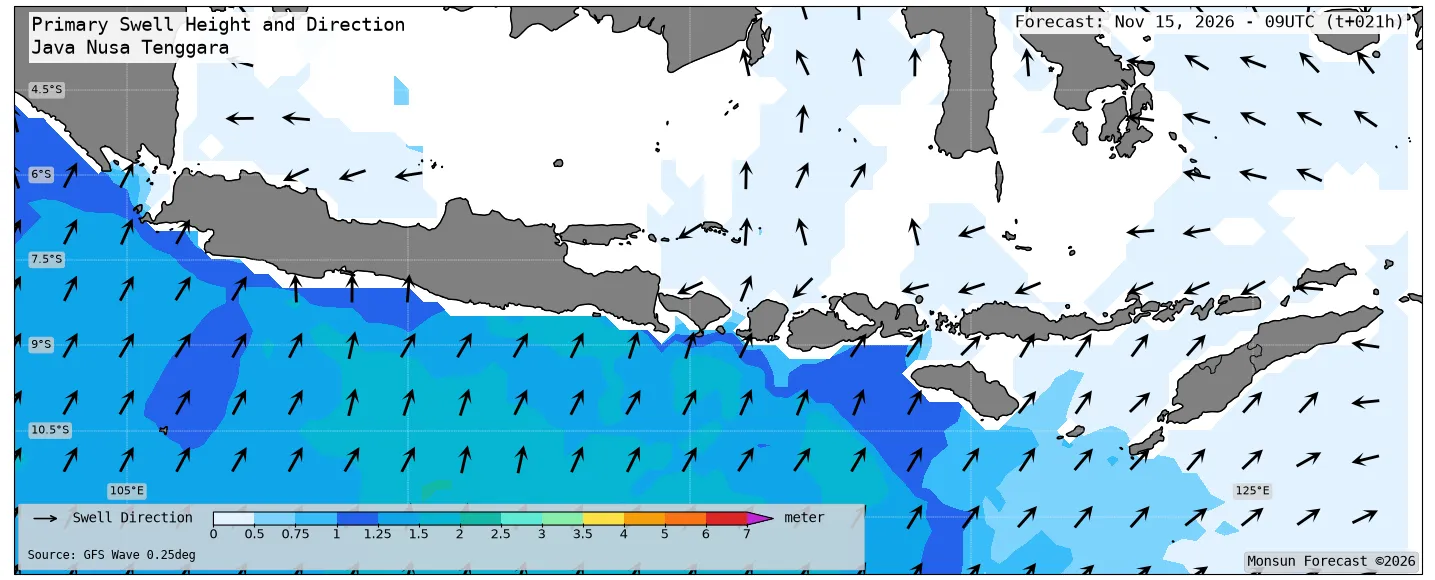 Primary Swell Height and Direction
Java Nusa Tenggara
Forecast: Nov 15, 2026 - 09UTC (t+021h)
4.5°S
6°S
7.5°S
9°S
10.5°S
105°E
125°E
Swell Direction
meter
0 0.5 0.75 1 1.25 1.5 2 2.5 3 3.5 4 5 6 7
Source: GFS Wave 0.25deg
Monsun Forecast ©2026